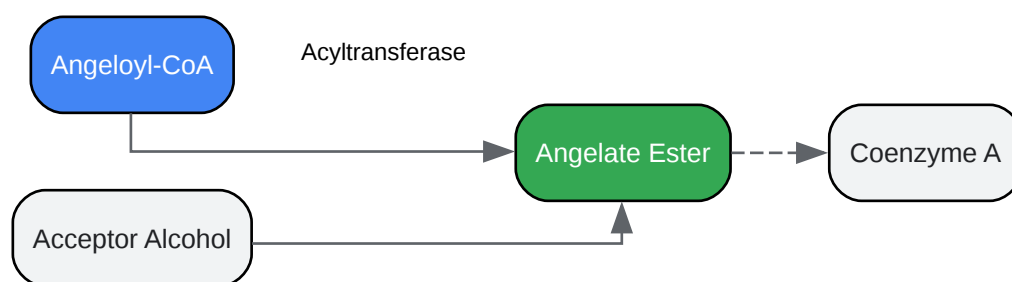 Angeloyl-CoA
Acyltransferase
Angelate Ester
Coenzyme A
Acceptor Alcohol